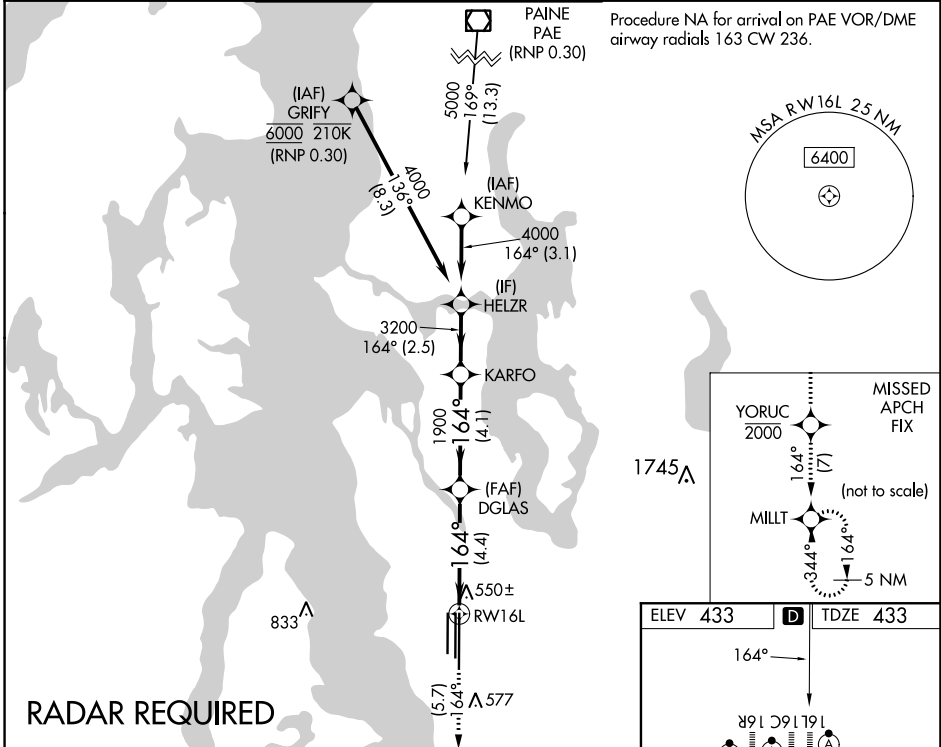 PAINE
PAE
(RNP 0.30)
Procedure NA for arrival on PAE VOR/DME
airway radials 163 CW 236.
(IAF)
GRIFY
6000 210K
(RNP 0.30)
5000
169°
(13.3)
MSA RW16L 25 NM
6400
4000
136°
(8.3)
(IAF)
KENMO
4000
164° (3.1)
(IF)
HELZR
3200
164° (2.5)
KARFO
1900
164°
(4.1)
MISSED
APCH
FIX
YORUC
2000
164°
(7)
(not to scale)
1745
(FAF)
DGLAS
MILLT
164°
(4.4)
344°
164°
5 NM
550±
RW16L
833
ELEV 433
D
TDZE 433
164°
(5.7)
164°
577
RADAR REQUIRED
16R 16C 16L
A